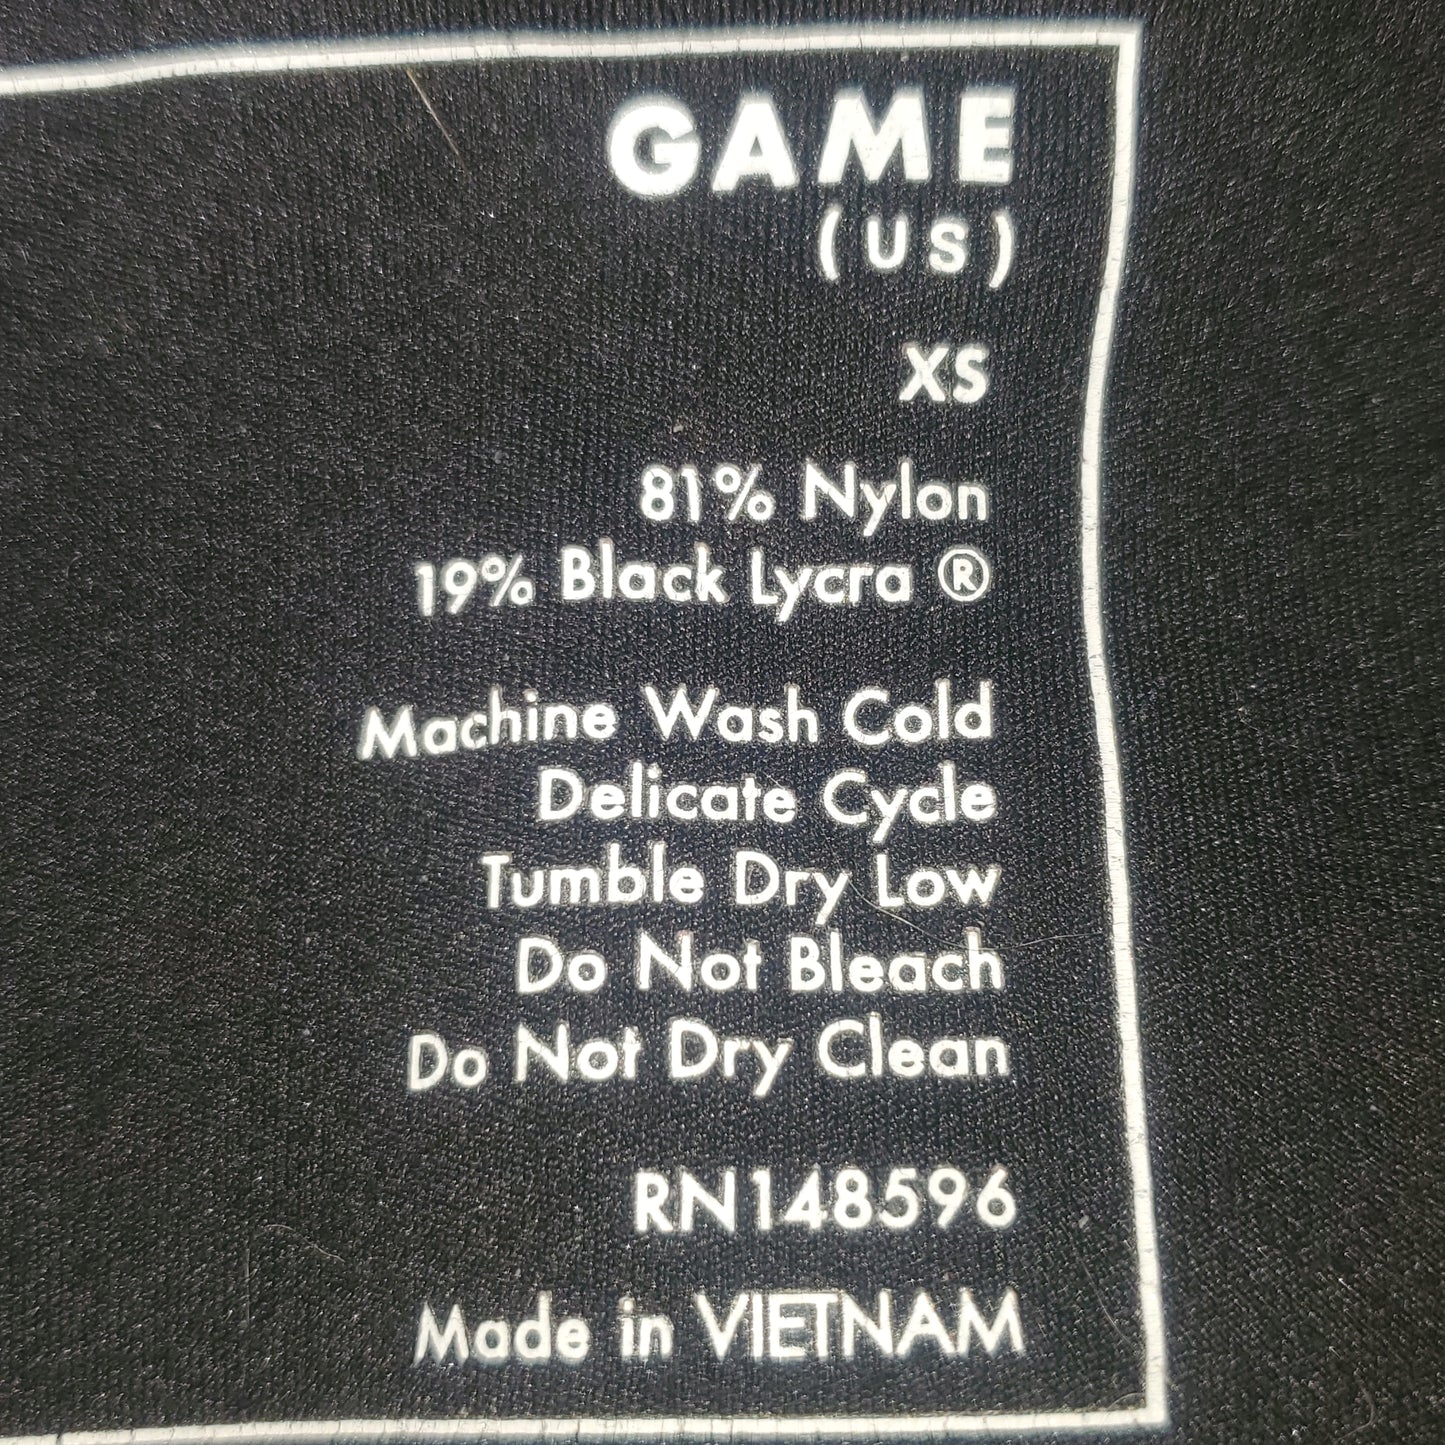 GAME
(US)
XS
81% Nylon
19% Black Lycra ®
Machine Wash Cold
Delicate Cycle
Tumble Dry Low
Do Not Bleach
Do Not Dry Clean
RN148596
Made in VIETNAM